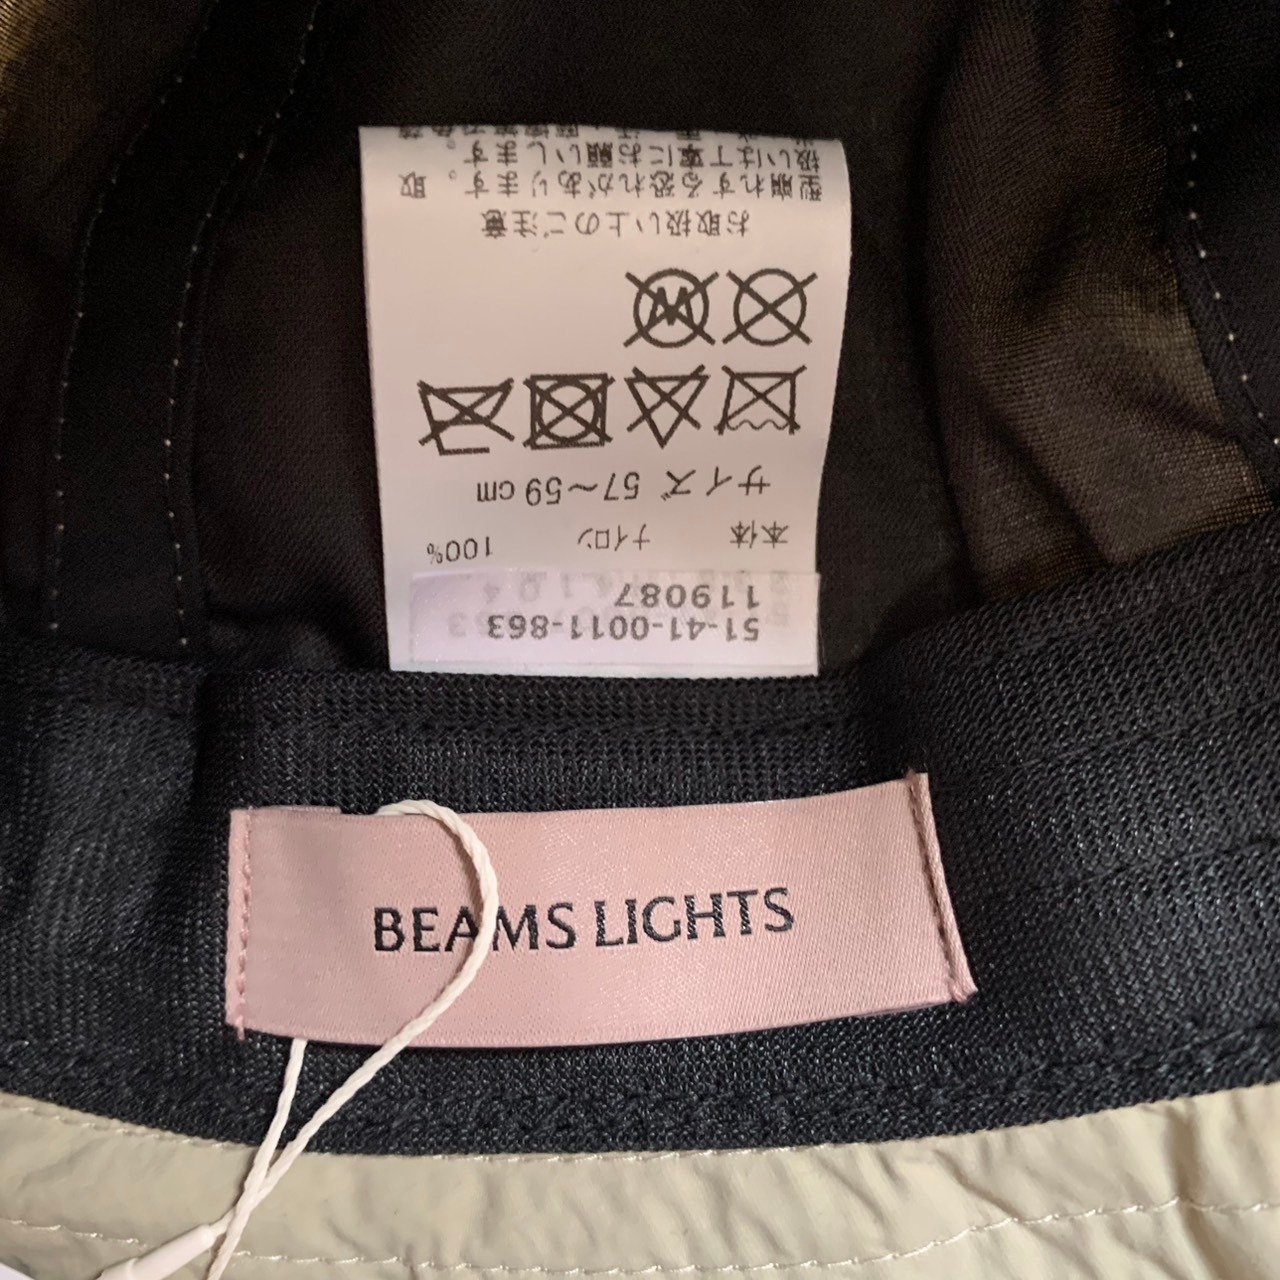 BEAMS LIGHTS
51-41-0011-863
119087
本体 ナイロン 100%
サイズ 57〜59cm
W
お取扱い上のご注意
型崩れする恐れがあります。取
扱いは丁寧にお願いします。